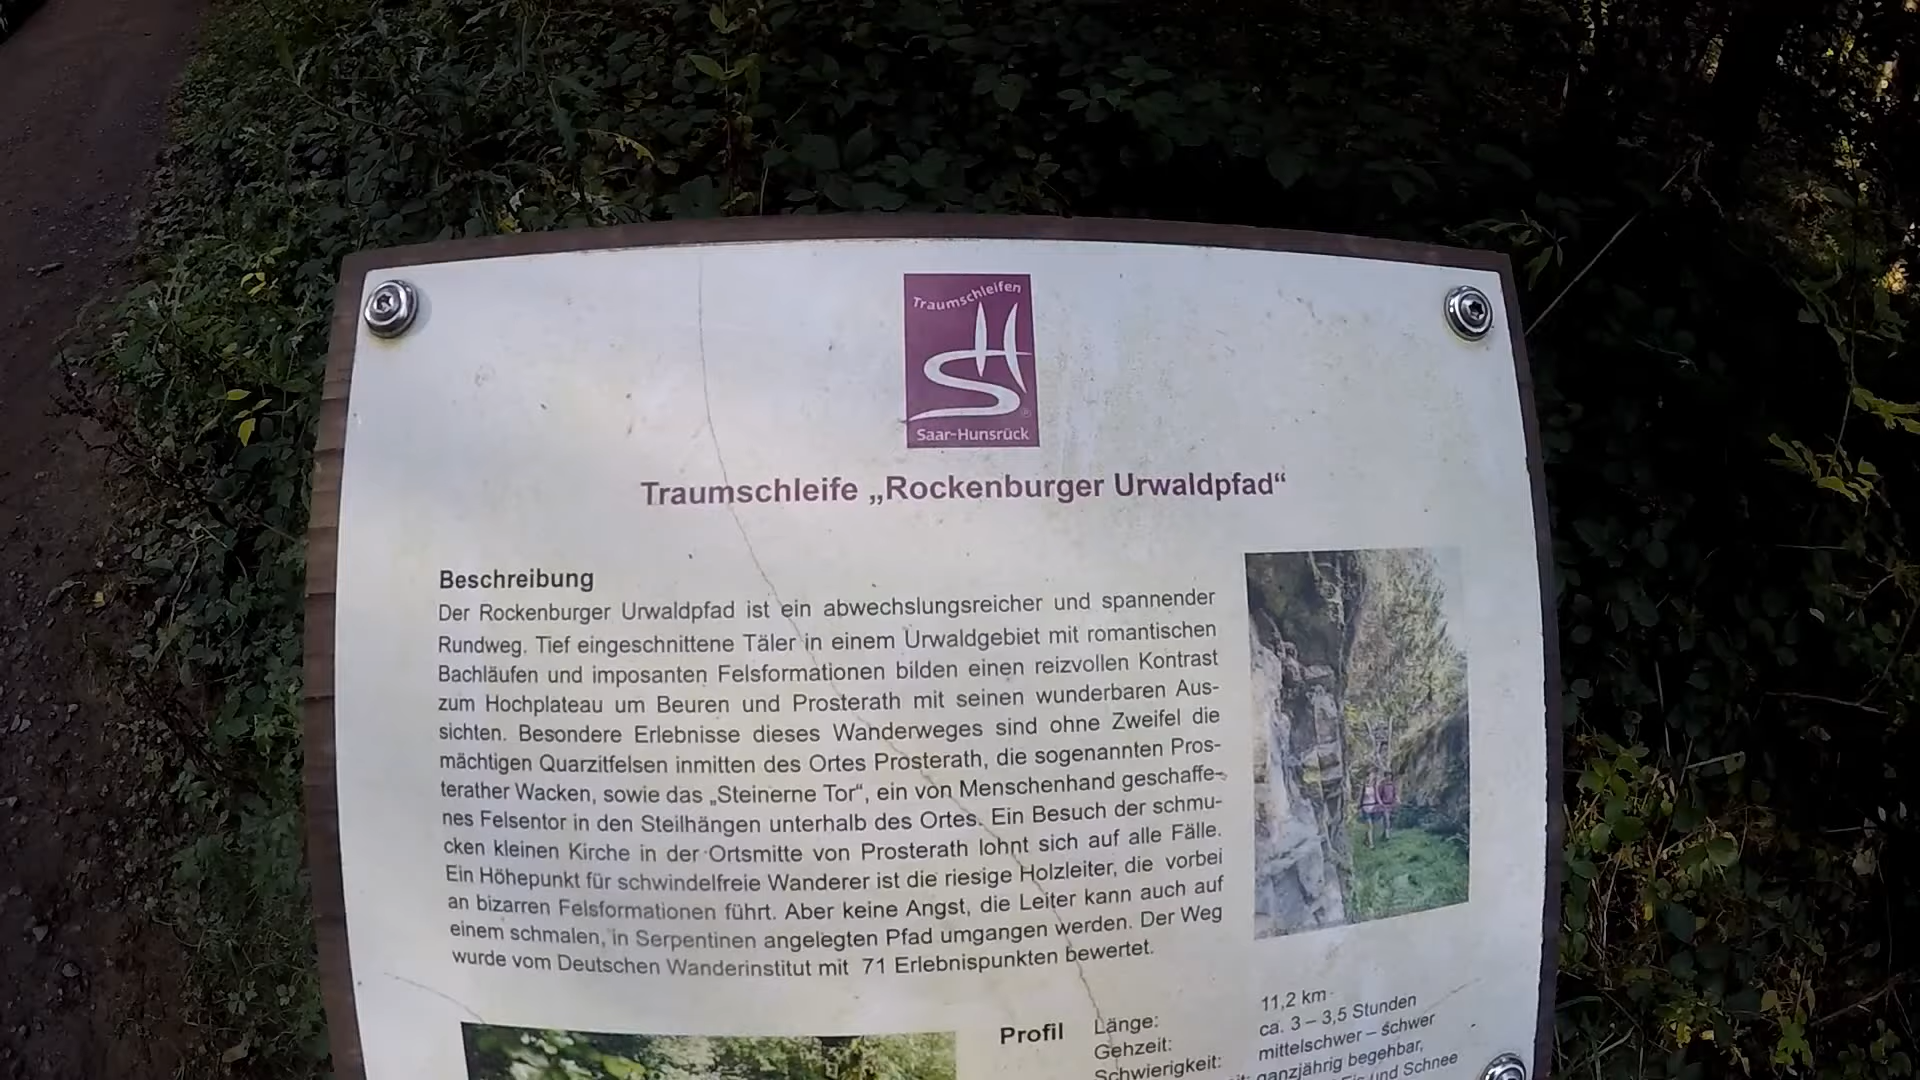 Traumschleifen
SH
®
Saar-Hunsrück
Traumschleife „Rockenburger Urwaldpfad“
Beschreibung
Der Rockenburger Urwaldpfad ist ein abwechslungsreicher und spannender
Rundweg. Tief eingeschnittene Täler in einem Urwaldgebiet mit romantischen
Bachläufen und imposanten Felsformationen bilden einen reizvollen Kontrast
zum Hochplateau um Beuren und Prosterath mit seinen wunderbaren Aus-
sichten. Besondere Erlebnisse dieses Wanderweges sind ohne Zweifel die
mächtigen Quarzitfelsen inmitten des Ortes Prosterath, die sogenannten Pros-
terather Wacken, sowie das „Steinerne Tor“, ein von Menschenhand geschaffe-
nes Felsentor in den Steilhängen unterhalb des Ortes. Ein Besuch der schmu-
cken kleinen Kirche in der Ortsmitte von Prosterath lohnt sich auf alle Fälle.
Ein Höhepunkt für schwindelfreie Wanderer ist die riesige Holzleiter, die vorbei
an bizarren Felsformationen führt. Aber keine Angst, die Leiter kann auch auf
einem schmalen, in Serpentinen angelegten Pfad umgangen werden. Der Weg
wurde vom Deutschen Wanderinstitut mit 71 Erlebnispunkten bewertet.
Profil Länge: 11,2 km
Gehzeit: ca. 3 – 3,5 Stunden
Schwierigkeit: mittelschwer – schwer
ganzjährig begehbar,
und Schnee